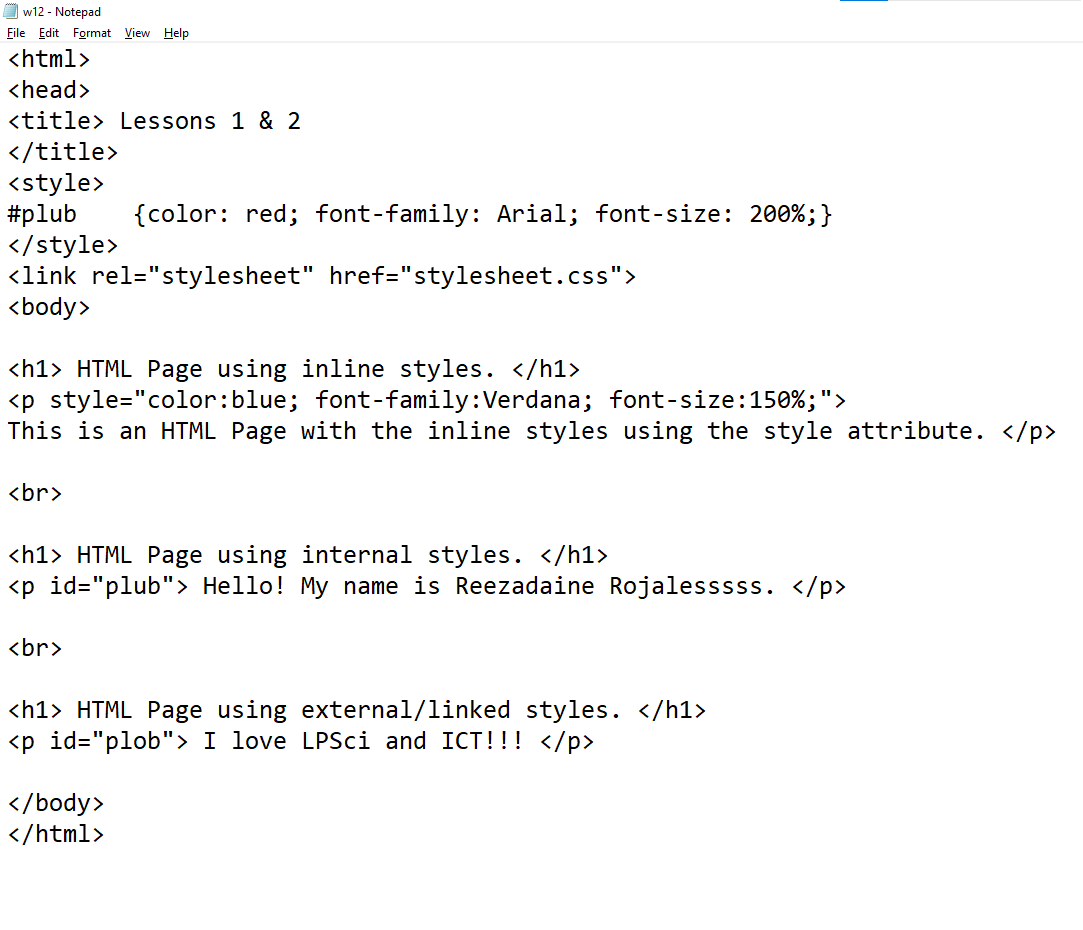 w12 - Notepad
File Edit Format View Help
<html>
<head>
<title> Lessons 1 & 2
</title>
<style>
#plub    {color: red; font-family: Arial; font-size: 200%;}
</style>
<link rel="stylesheet" href="stylesheet.css">
<body>
<h1> HTML Page using inline styles. </h1>
<p style="color:blue; font-family:Verdana; font-size:150%;">
This is an HTML Page with the inline styles using the style attribute. </p>
<br>
<h1> HTML Page using internal styles. </h1>
<p id="plub"> Hello! My name is Reezadaine Rojalesssss. </p>
<br>
<h1> HTML Page using external/linked styles. </h1>
<p id="plob"> I love LPSci and ICT!!! </p>
</body>
</html>